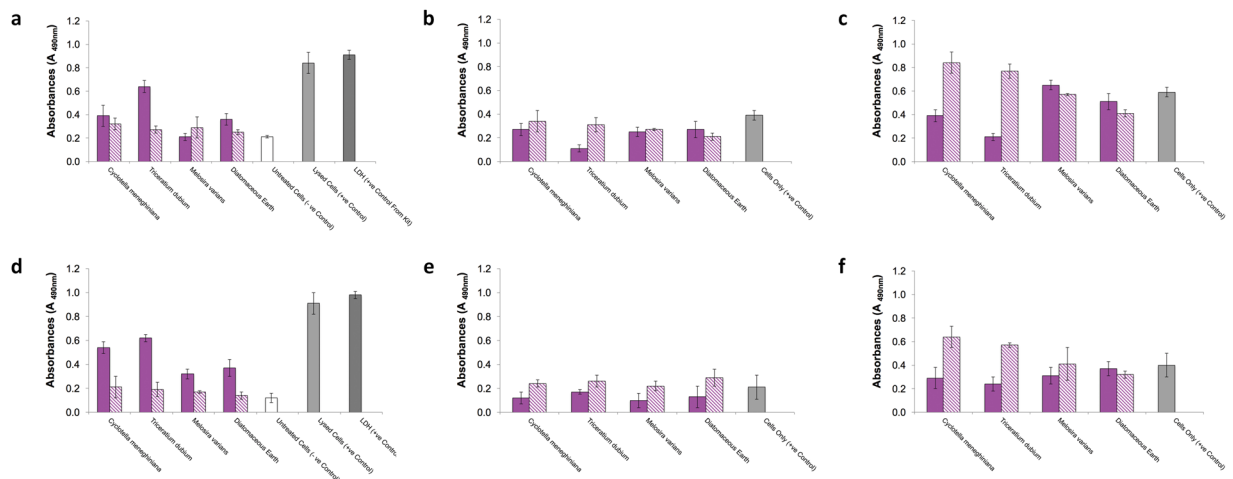 a
Absorbances (A 490nm)
1.2
1.0
0.8
0.6
0.4
0.2
0.0
Cyclotella meneghiniana
Triceratium dubium
Melosira varians
Diatomaceous Earth
Untreated Cells (- ve Control)
Lysed Cells (+ve Control)
LDH (+ve Control From Kit)
b
Absorbances (A 490nm)
1.2
1.0
0.8
0.6
0.4
0.2
0.0
Cyclotella meneghiniana
Triceratium dubium
Melosira varians
Diatomaceous Earth
Cells Only (+ve Control)
c
Absorbances (A 490nm)
1.2
1.0
0.8
0.6
0.4
0.2
0.0
Cyclotella meneghiniana
Triceratium dubium
Melosira varians
Diatomaceous Earth
Cells Only (+ve Control)
d
Absorbances (A 490nm)
1.2
1.0
0.8
0.6
0.4
0.2
0.0
Cyclotella meneghiniana
Triceratium dubium
Melosira varians
Diatomaceous Earth
Untreated Cells (- ve Control)
Lysed Cells (+ve Control)
LDH (+ve Contro
e
Absorbances (A 490nm)
1.2
1.0
0.8
0.6
0.4
0.2
0.0
Cyclotella meneghiniana
Triceratium dubium
Melosira varians
Diatomaceous Earth
Cells Only (+ve Control)
f
Absorbances (A 490nm)
1.2
1.0
0.8
0.6
0.4
0.2
0.0
Cyclotella meneghiniana
Triceratium dubium
Melosira varians
Diatomaceous Earth
Cells Only (+ve Control)